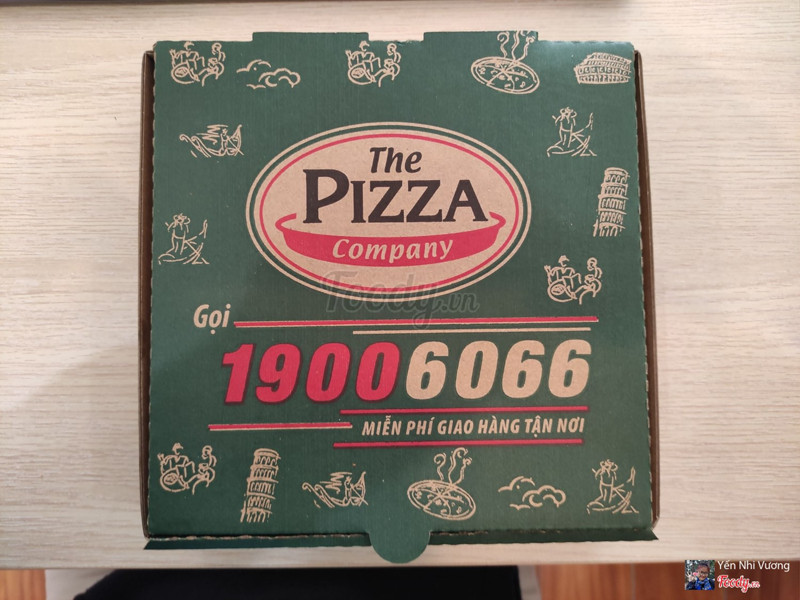 The
PIZZA
Company
Foody.vn
Gọi
19006066
MIỄN PHÍ GIAO HÀNG TẬN NƠI
Yến Nhi Vương
Foody.vn